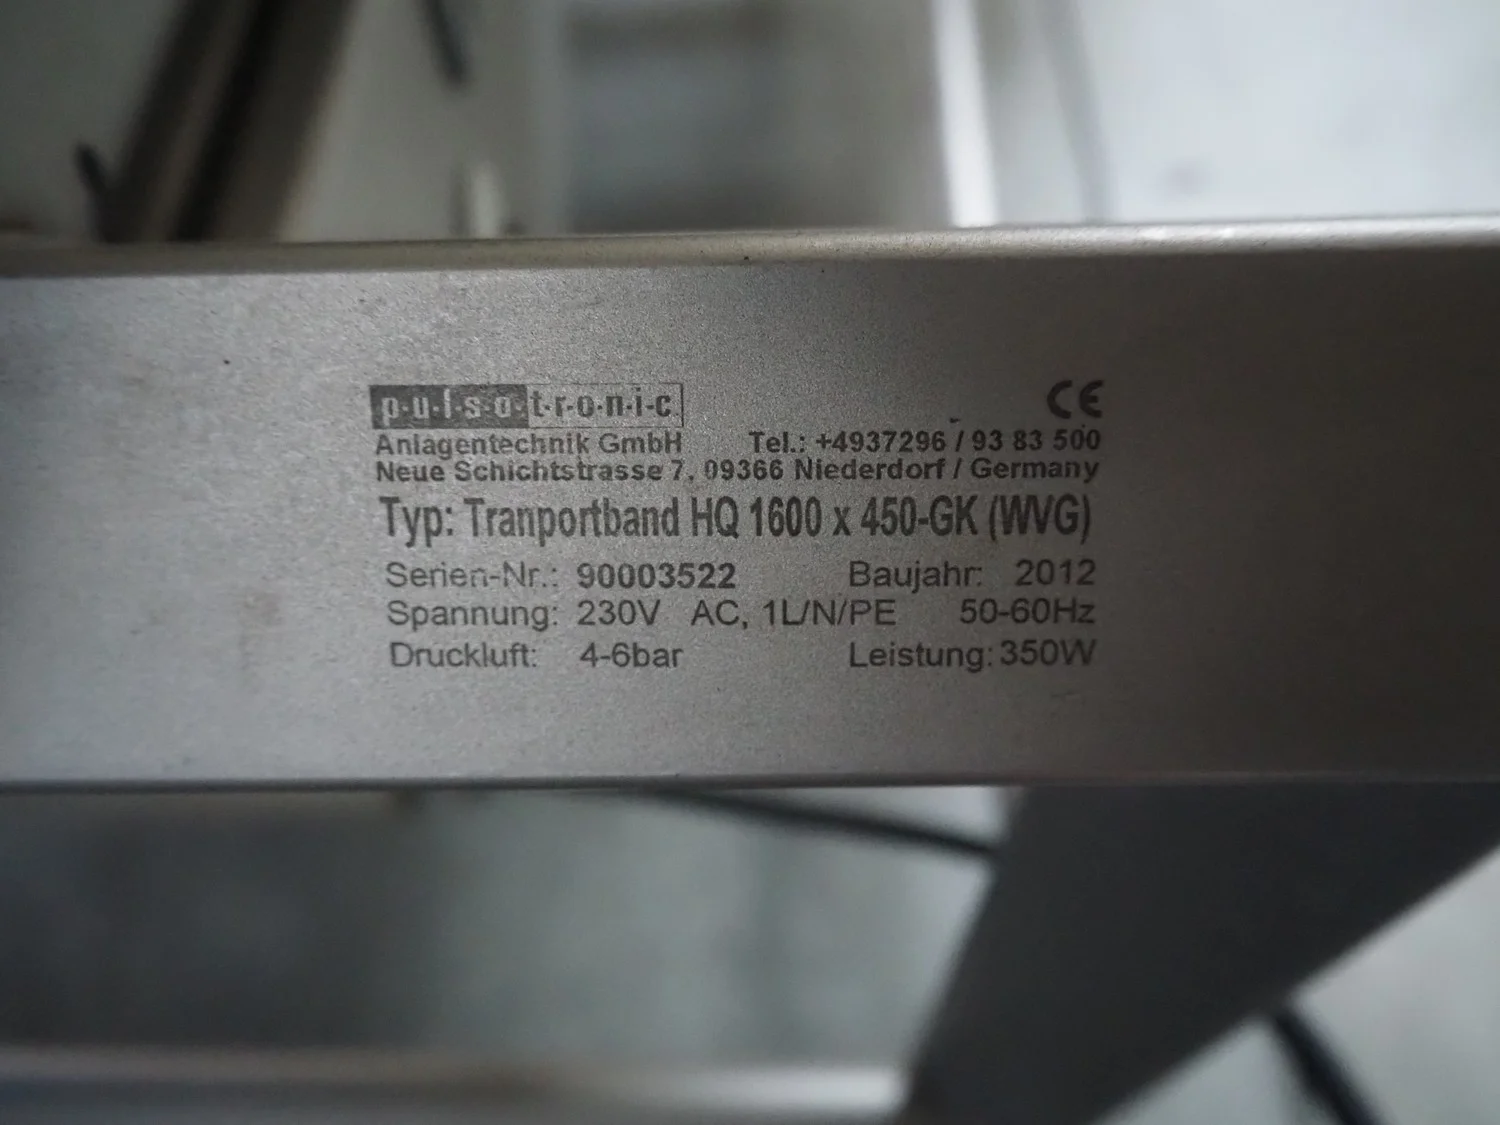 p·u·l·s·o·t·r·o·n·i·c CE
Anlagentechnik GmbH Tel.: +4937296 / 93 83 500
Neue Schichtstrasse 7, 09366 Niederdorf / Germany
Typ: Tranportband HQ 1600 x 450-GK (WVG)
Serien-Nr.: 90003522 Baujahr: 2012
Spannung: 230V AC, 1L/N/PE 50-60Hz
Druckluft: 4-6bar Leistung: 350W